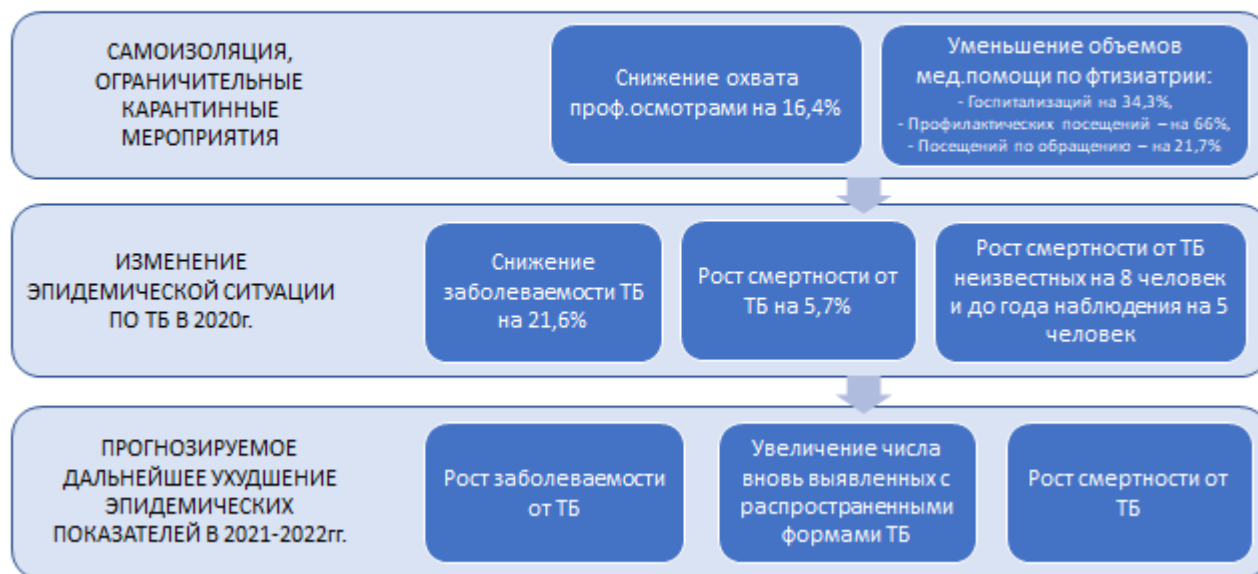 САМОИЗОЛЯЦИЯ,
ОГРАНИЧИТЕЛЬНЫЕ
КАРАНТИННЫЕ
МЕРОПРИЯТИЯ
Снижение охвата
проф.осмотрами на 16,4%
Уменьшение объемов
мед.помощи по фтизиатрии:
- Госпитализаций на 34,3%,
- Профилактических посещений – на 66%,
- Посещений по обращению – на 21,7%
ИЗМЕНЕНИЕ
ЭПИДЕМИЧЕСКОЙ СИТУАЦИИ
ПО ТБ В 2020г.
Снижение
заболеваемости ТБ
на 21,6%
Рост смертности от
ТБ на 5,7%
Рост смертности от ТБ
неизвестных на 8 человек
и до года наблюдения на 5
человек
ПРОГНОЗИРУЕМОЕ
ДАЛЬНЕЙШЕЕ УХУДШЕНИЕ
ЭПИДЕМИЧЕСКИХ
ПОКАЗАТЕЛЕЙ В 2021-2022гг.
Рост заболеваемости
от ТБ
Увеличение числа
вновь выявленных с
распространенными
формами ТБ
Рост смертности от
ТБ